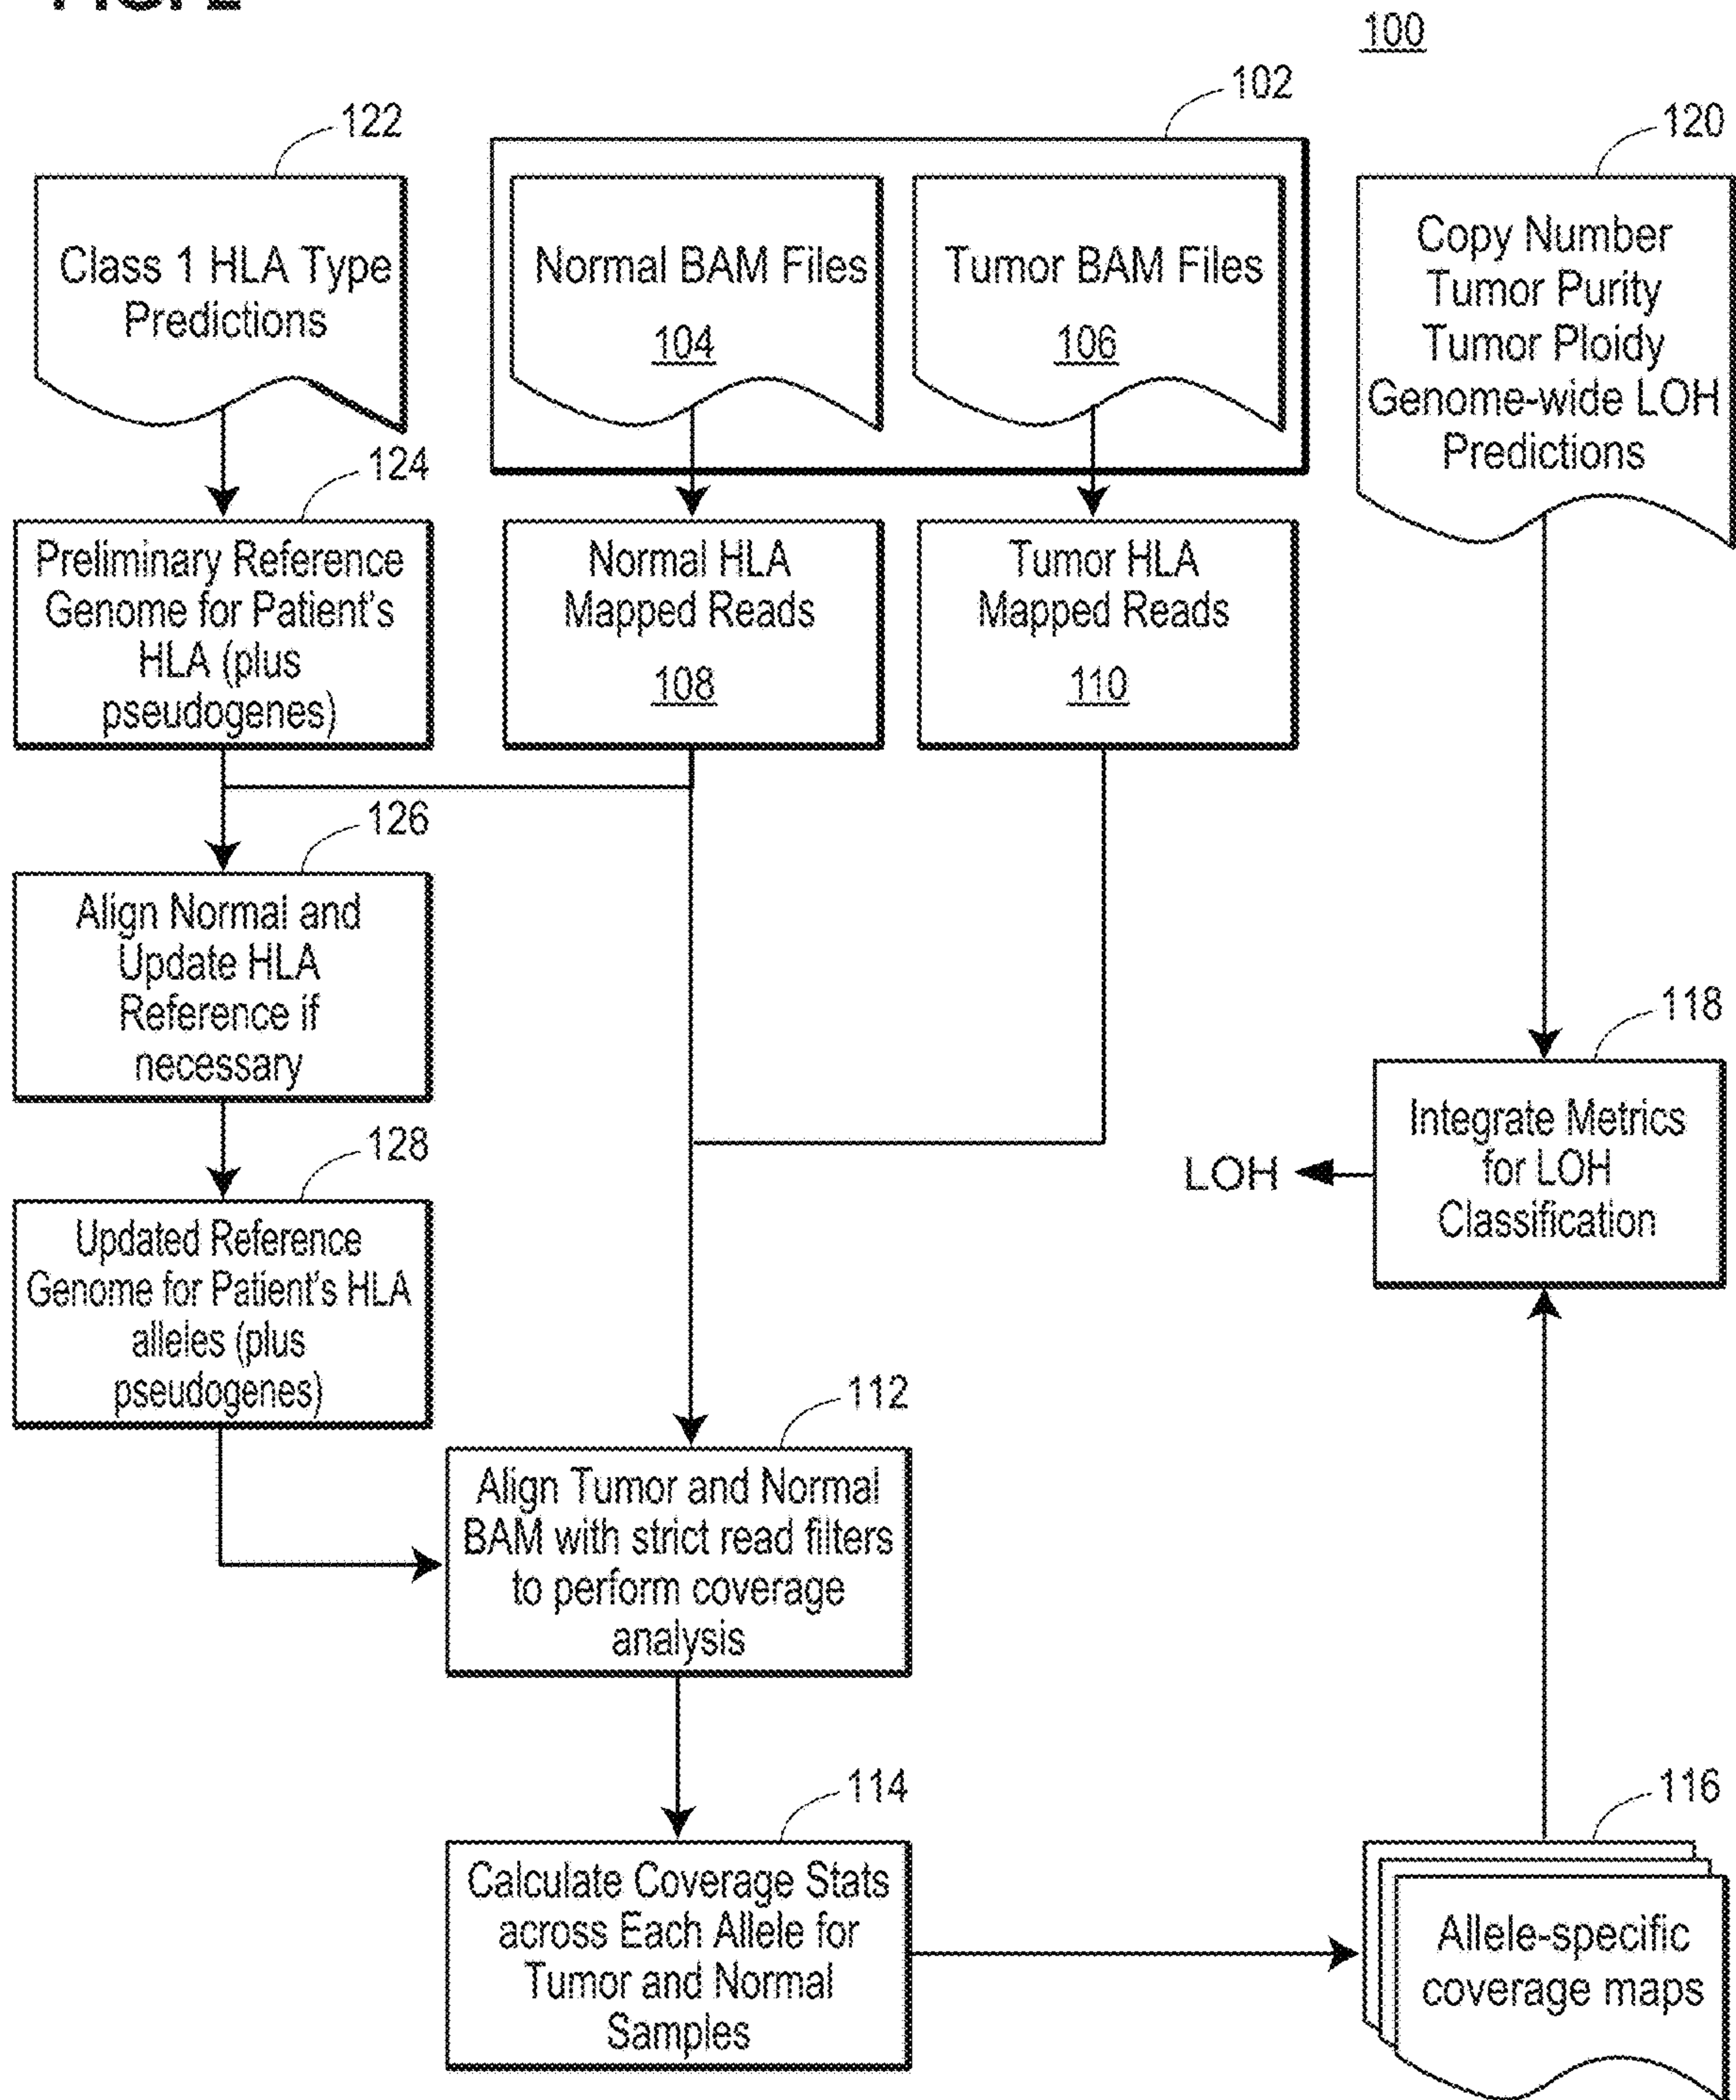 100
122
102
120
Class 1 HLA Type
Predictions
Normal BAM Files
104
Tumor BAM Files
106
Copy Number
Tumor Purity
Tumor Ploidy
Genome-wide LOH
Predictions
124
Preliminary Reference
Genome for Patient's
HLA (plus
pseudogenes)
Normal HLA
Mapped Reads
108
Tumor HLA
Mapped Reads
110
126
Align Normal and
Update HLA
Reference if
necessary
118
Integrate Metrics
for LOH
Classification
LOH
128
Updated Reference
Genome for Patient's HLA
alleles (plus
pseudogenes)
112
Align Tumor and Normal
BAM with strict read filters
to perform coverage
analysis
114
Calculate Coverage Stats
across Each Allele for
Tumor and Normal
Samples
116
Allele-specific
coverage maps